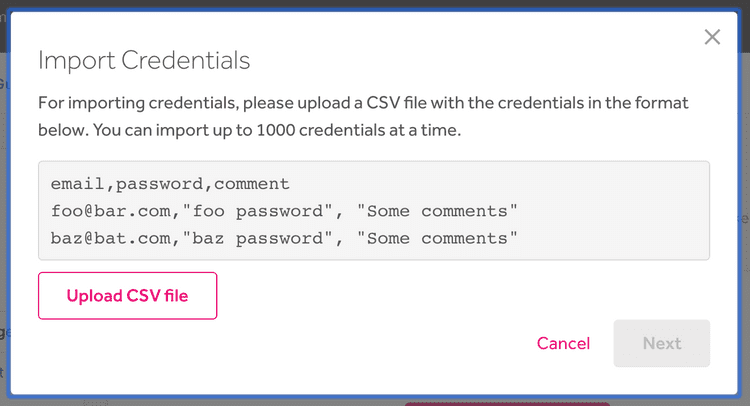 Import Credentials
For importing credentials, please upload a CSV file with the credentials in the format
below. You can import up to 1000 credentials at a time.
email,password,comment
foo@bar.com,"foo password", "Some comments"
baz@bat.com,"baz password", "Some comments"
Upload CSV file
Cancel
Next